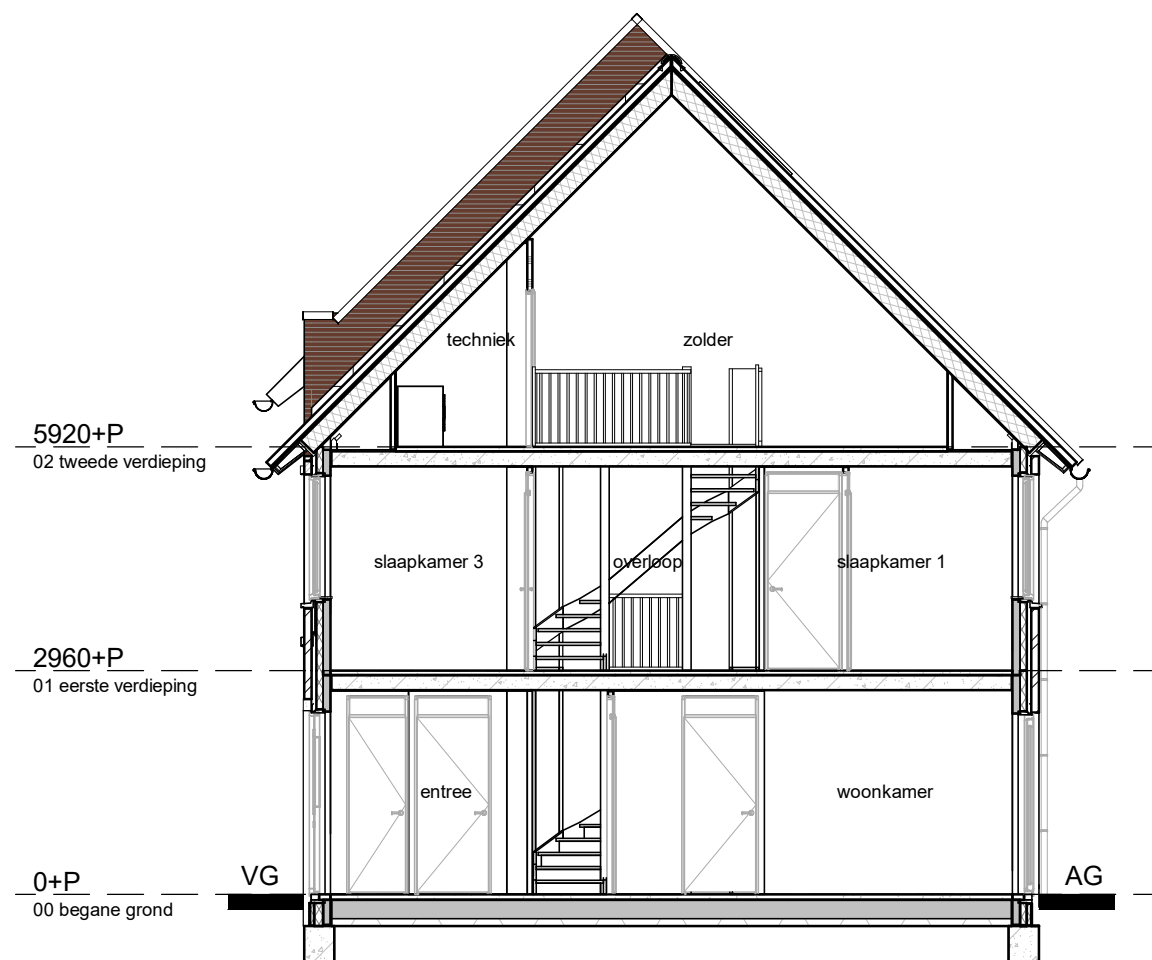 techniek
zolder
5920+P
02 tweede verdieping
slaapkamer 3
overloop
slaapkamer 1
2960+P
01 eerste verdieping
entree
woonkamer
0+P
VG
AG
00 begane grond